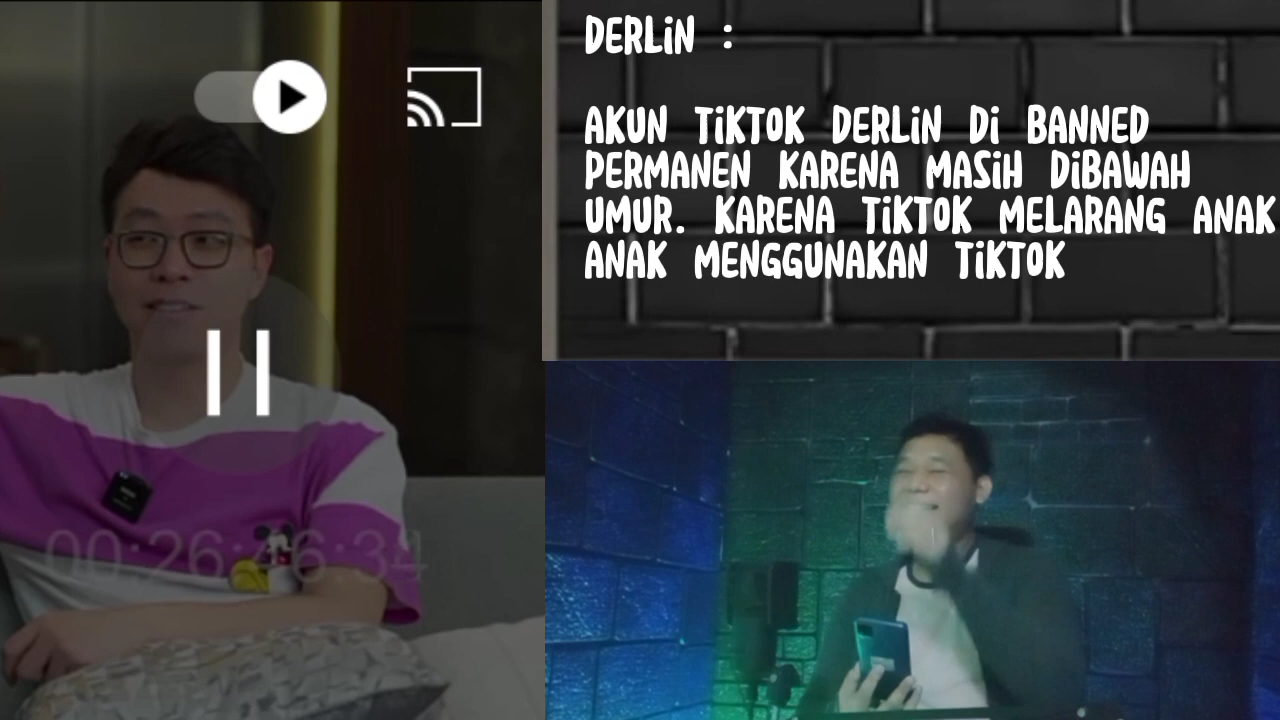 DERLiN :
AKUN TiKTOK DERLiN Di BANNED
PERMANEN KARENA MASiH DiBAWAH
UMUR. KARENA TiKTOK MELARANG ANAK
ANAK MENGGUNAKAN TiKTOK
00:26:46:34